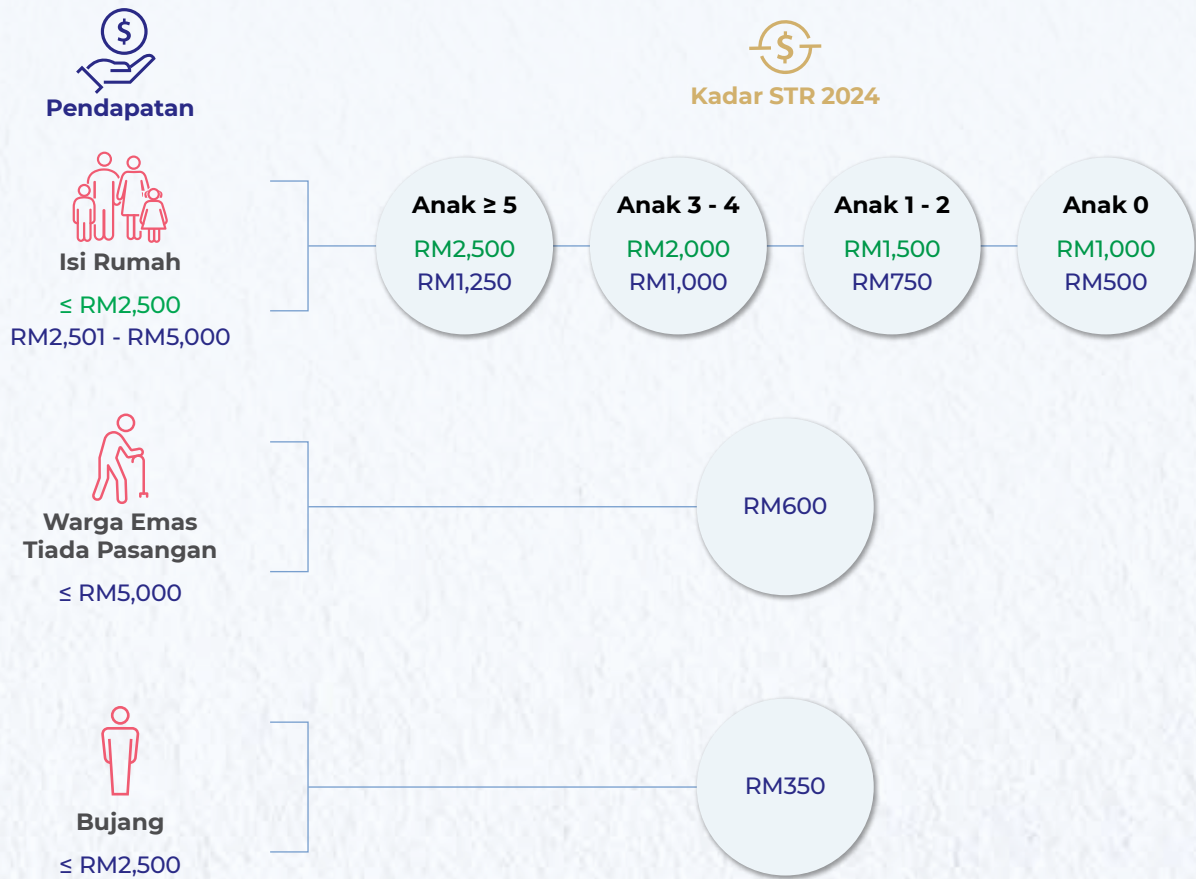 Pendapatan
Kadar STR 2024
Isi Rumah
≤ RM2,500
RM2,501 - RM5,000
Anak ≥ 5
RM2,500
RM1,250
Anak 3 - 4
RM2,000
RM1,000
Anak 1 - 2
RM1,500
RM750
Anak 0
RM1,000
RM500
Warga Emas
Tiada Pasangan
≤ RM5,000
RM600
Bujang
≤ RM2,500
RM350